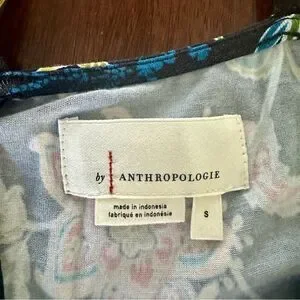 by ANTHROPOLOGIE
made in indonesia
fabriqué en indonésie
S